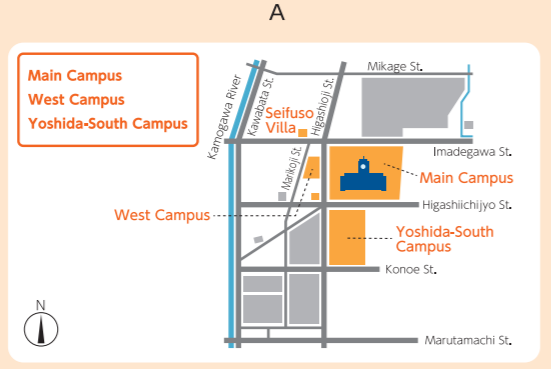 A
Main Campus
West Campus
Yoshida-South Campus
Mikage St.
Kamogawa River
Kawabata St.
Seifuso
Villa
Higashioji St.
Marikoji St.
Imadegawa St.
Main Campus
Higashiichijyo St.
West Campus
Yoshida-South
Campus
Konoe St.
N
Marutamachi St.